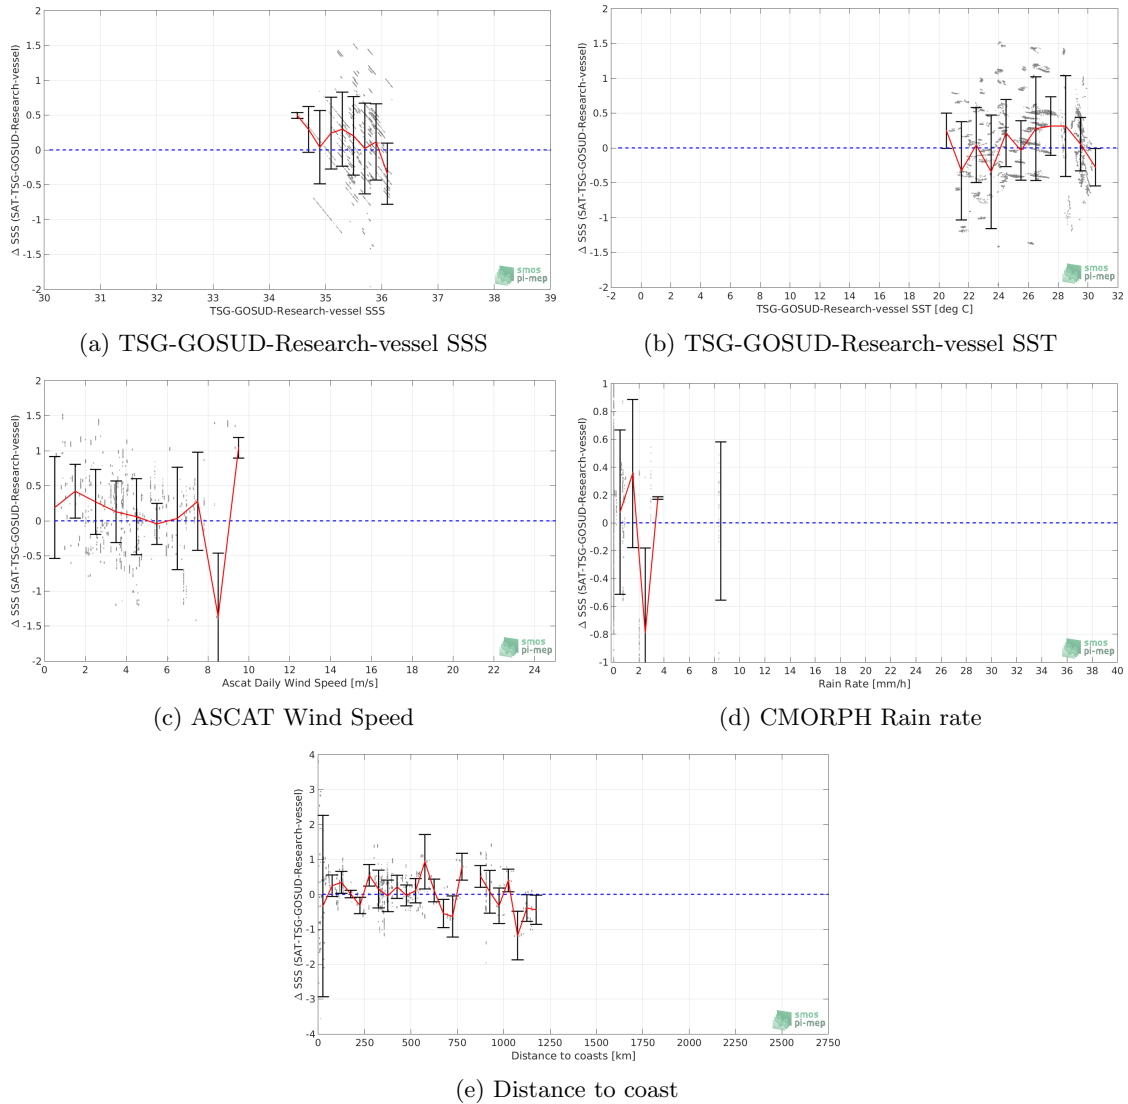 2
1.5
1
0.5
0
-0.5
-1
-1.5
-2
Δ SSS (SAT-TSG-GOSUD-Research-vessel)
30 31 32 33 34 35 36 37 38 39
TSG-GOSUD-Research-vessel SSS
smos
pi-mep
(a) TSG-GOSUD-Research-vessel SSS
2
1.5
1
0.5
0
-0.5
-1
-1.5
-2
Δ SSS (SAT-TSG-GOSUD-Research-vessel)
-2 0 2 4 6 8 10 12 14 16 18 20 22 24 26 28 30 32
TSG-GOSUD-Research-vessel SST [deg C]
smos
pi-mep
(b) TSG-GOSUD-Research-vessel SST
2
1.5
1
0.5
0
-0.5
-1
-1.5
-2
Δ SSS (SAT-TSG-GOSUD-Research-vessel)
0 2 4 6 8 10 12 14 16 18 20 22 24
Ascat Daily Wind Speed [m/s]
smos
pi-mep
(c) ASCAT Wind Speed
1
0.8
0.6
0.4
0.2
0
-0.2
-0.4
-0.6
-0.8
-1
Δ SSS (SAT-TSG-GOSUD-Research-vessel)
0 2 4 6 8 10 12 14 16 18 20 22 24 26 28 30 32 34 36 38 40
Rain Rate [mm/h]
smos
pi-mep
(d) CMORPH Rain rate
4
3
2
1
0
-1
-2
-3
-4
Δ SSS (SAT-TSG-GOSUD-Research-vessel)
0 250 500 750 1000 1250 1500 1750 2000 2250 2500 2750
Distance to coasts [km]
smos
pi-mep
(e) Distance to coast